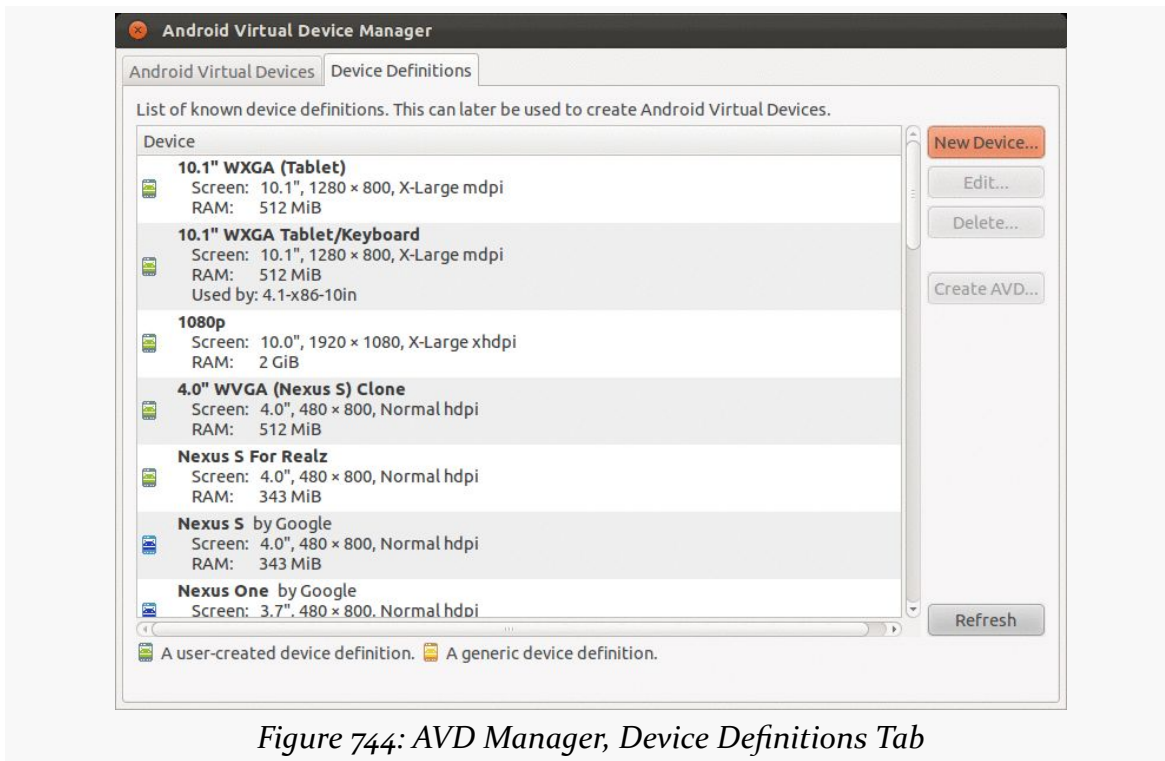 Android Virtual Device Manager
Android Virtual Devices
Device Definitions
List of known device definitions. This can later be used to create Android Virtual Devices.
Device
10.1" WXGA (Tablet)
Screen: 10.1", 1280 × 800, X-Large mdpi
RAM: 512 MiB
10.1" WXGA Tablet/Keyboard
Screen: 10.1", 1280 × 800, X-Large mdpi
RAM: 512 MiB
Used by: 4.1-x86-10in
1080p
Screen: 10.0", 1920 × 1080, X-Large xhdpi
RAM: 2 GiB
4.0" WVGA (Nexus S) Clone
Screen: 4.0", 480 × 800, Normal hdpi
RAM: 512 MiB
Nexus S For Realz
Screen: 4.0", 480 × 800, Normal hdpi
RAM: 343 MiB
Nexus S by Google
Screen: 4.0", 480 × 800, Normal hdpi
RAM: 343 MiB
Nexus One by Google
Screen: 3.7", 480 × 800, Normal hdpi
New Device...
Edit...
Delete...
Create AVD...
Refresh
A user-created device definition. A generic device definition.
Figure 744: AVD Manager, Device Definitions Tab